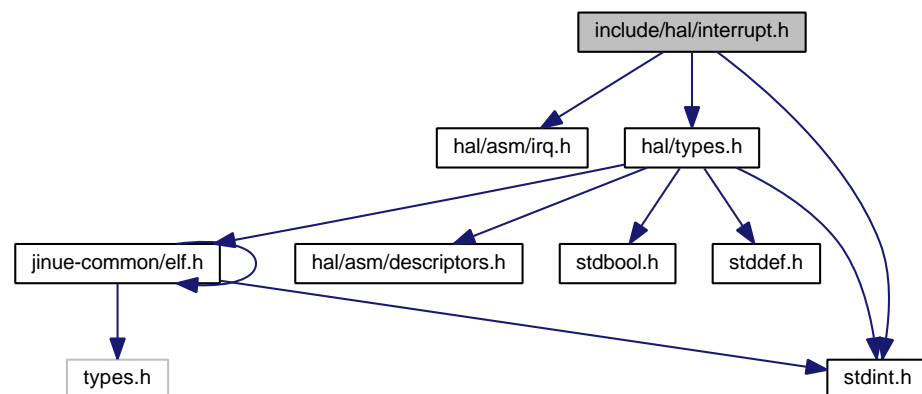 include/hal/interrupt.h
hal/asm/irq.h
hal/types.h
jinue-common/elf.h
hal/asm/descriptors.h
stdbool.h
stddef.h
types.h
stdint.h